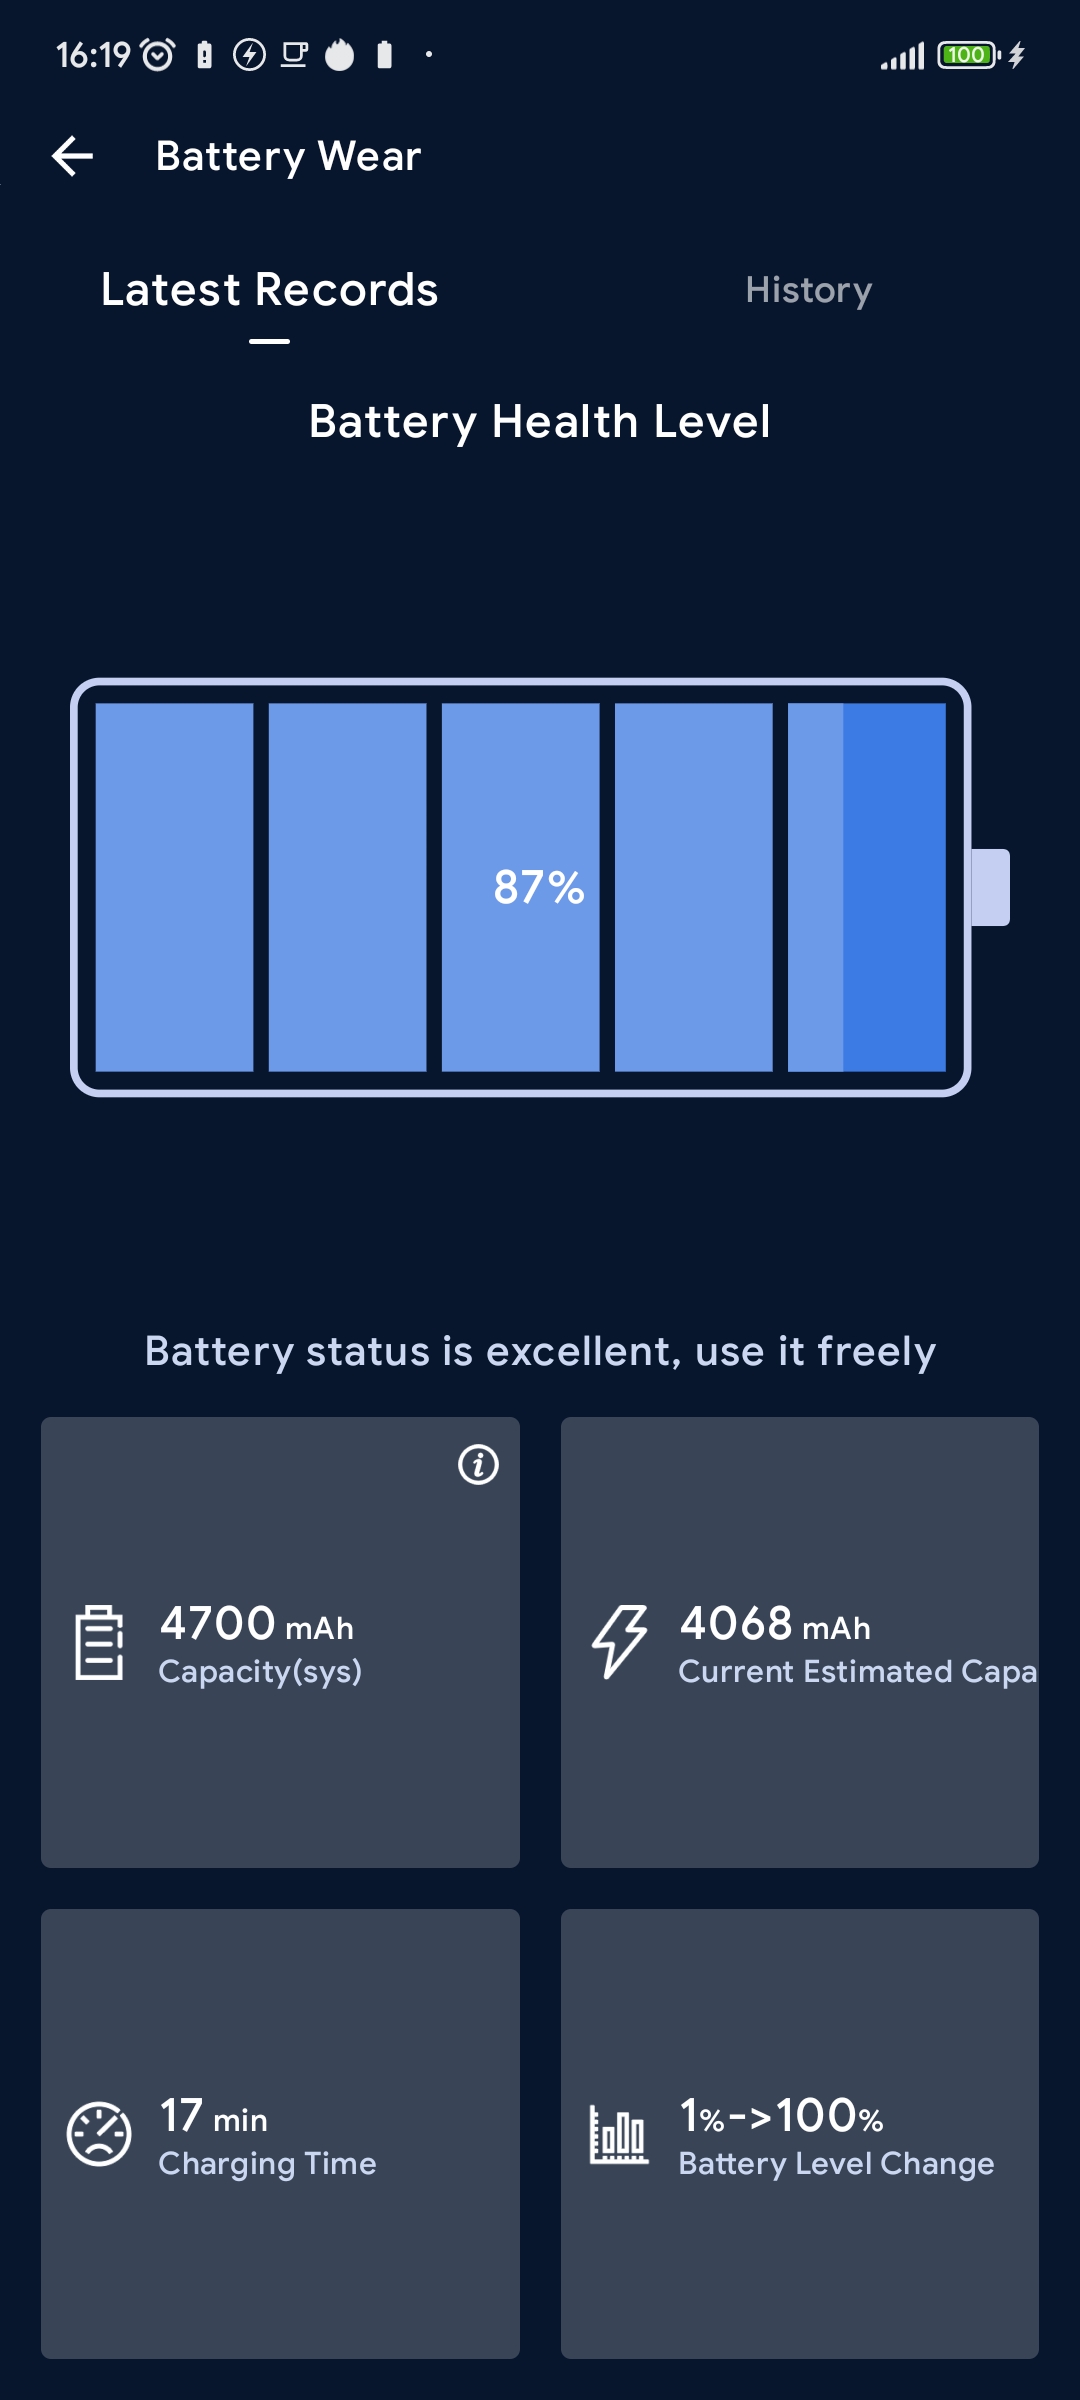 16:19
100
Battery Wear
Latest Records
History
Battery Health Level
87%
Battery status is excellent, use it freely
4700 mAh
Capacity(sys)
4068 mAh
Current Estimated Capa
17 min
Charging Time
1%->100%
Battery Level Change